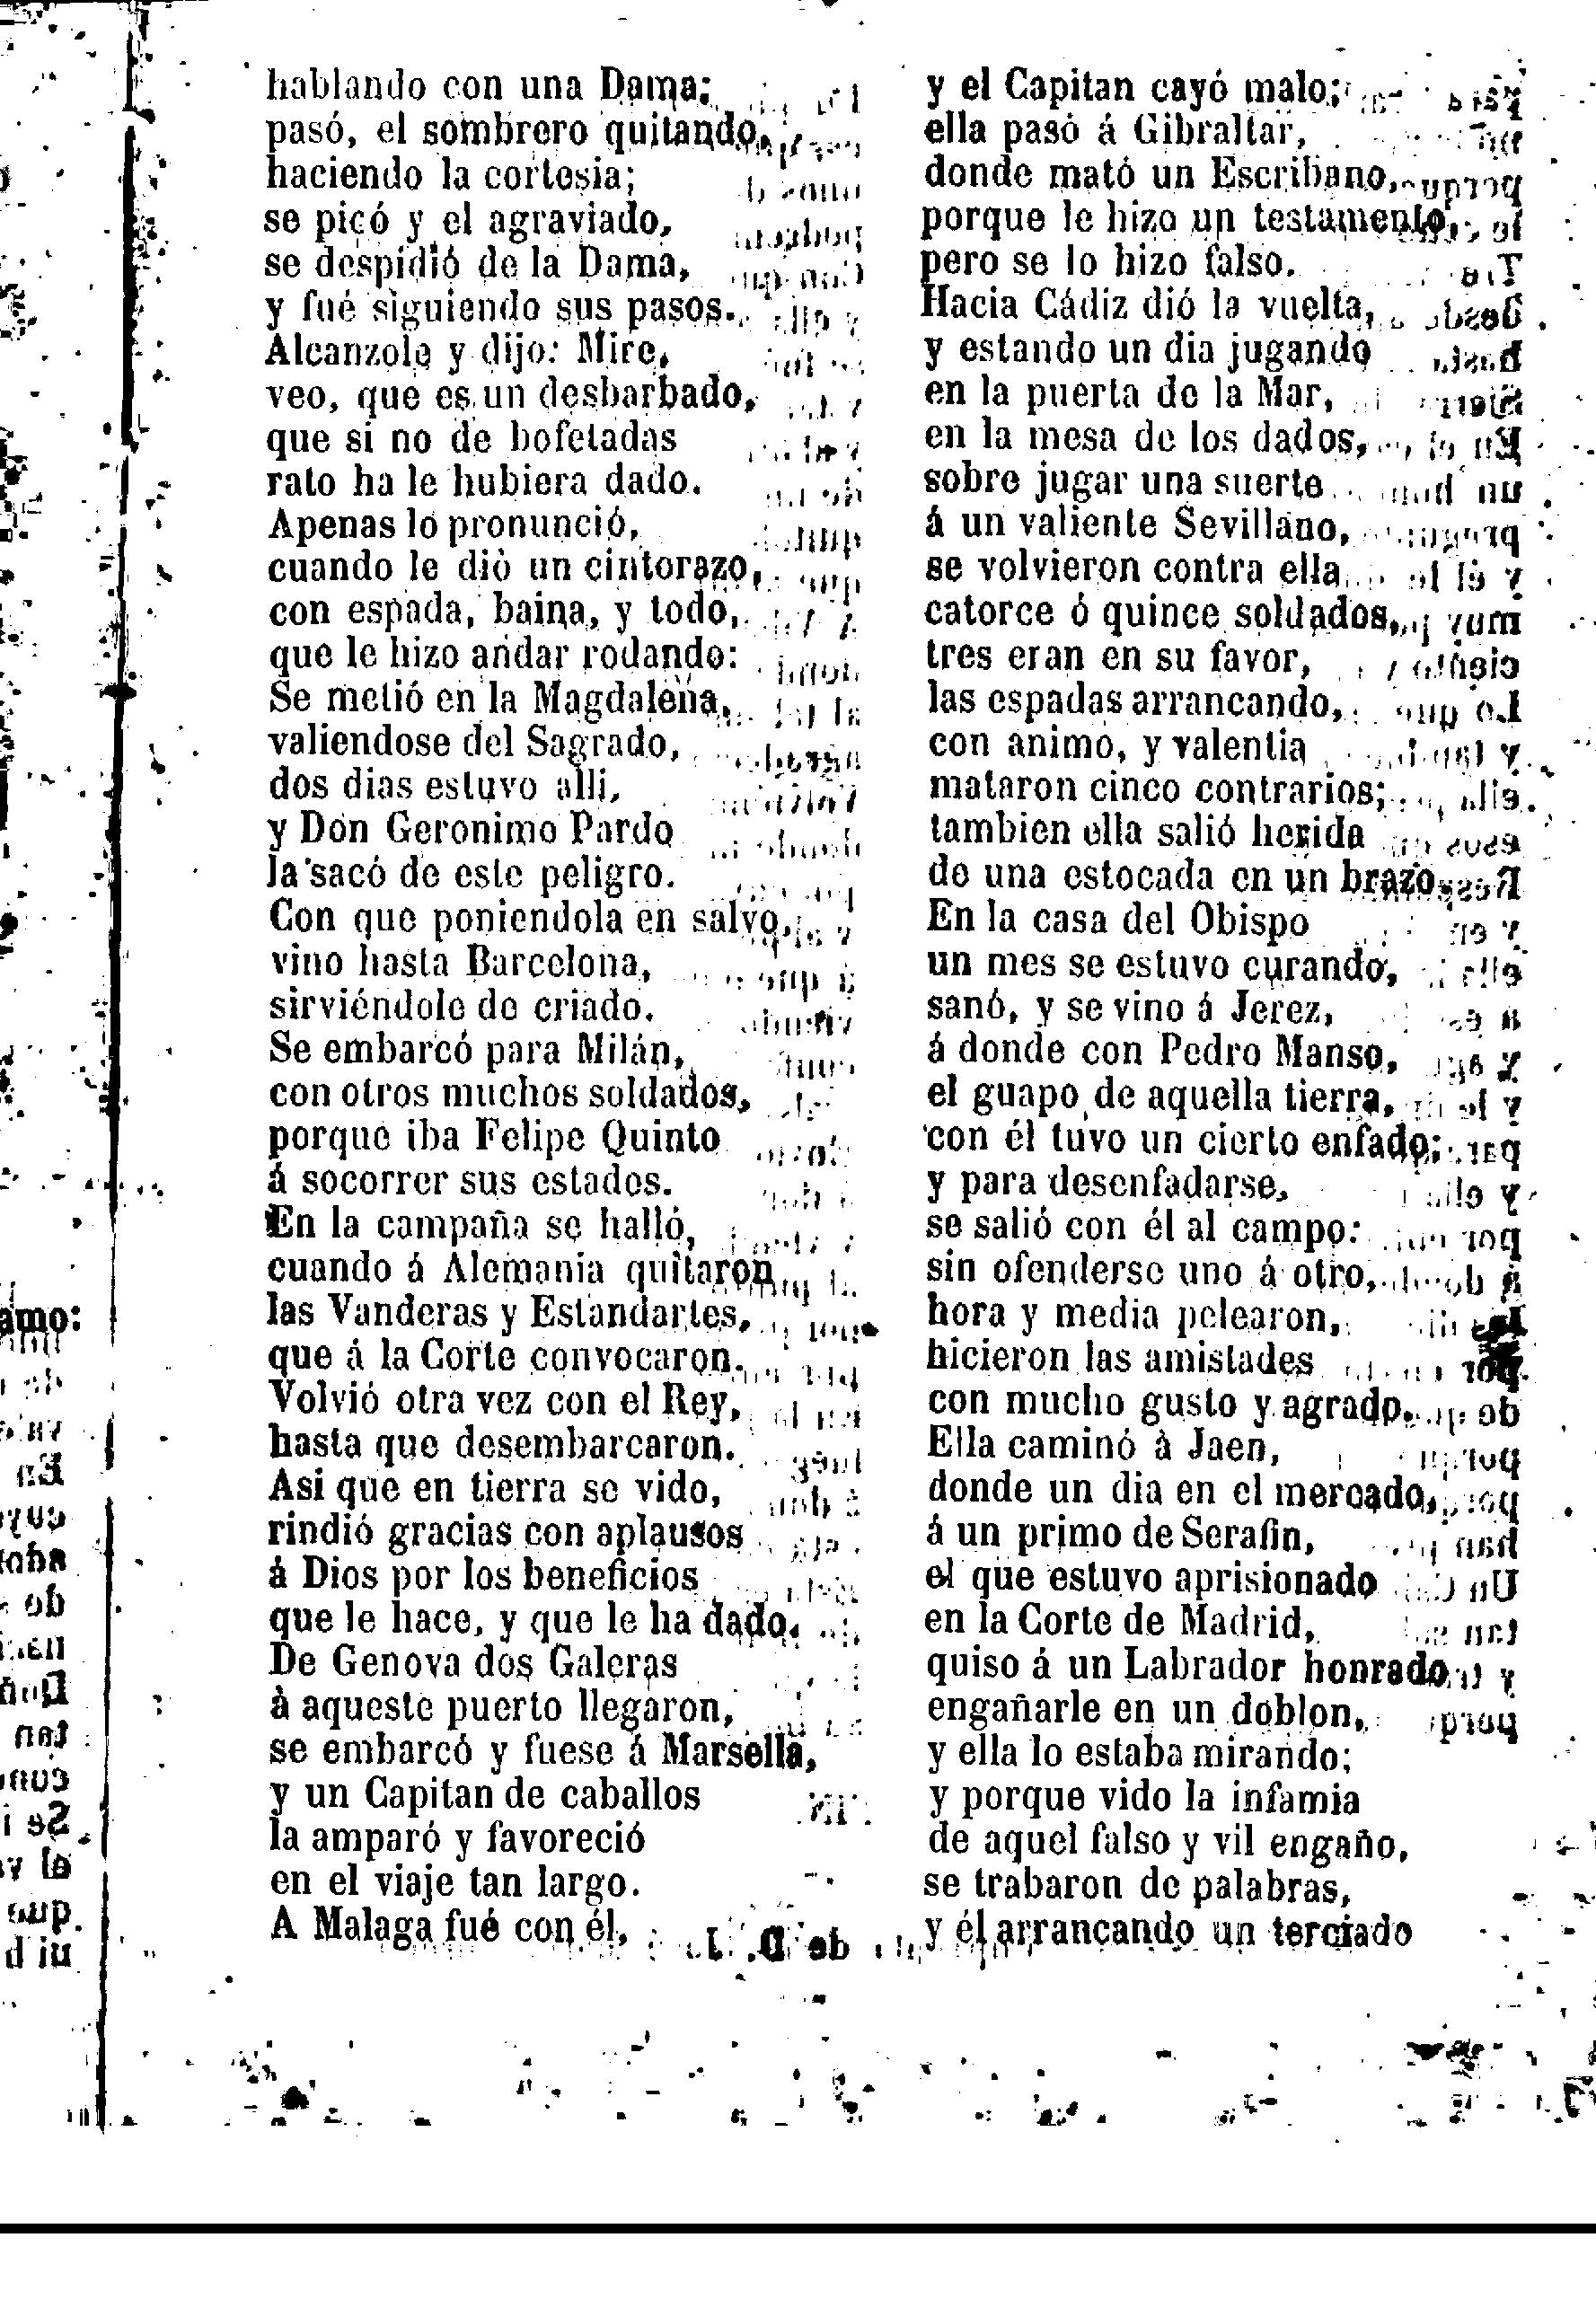 hablando con una Dama;
pasó, el sombrero quitando,
haciendo la cortesia;
se picó y el agraviado,
se despidió de la Dama,
y fué siguiendo sus pasos.
Alcanzole y dijo: Mire,
veo, que es un desbarbado,
que si no de bofetadas
rato ha le hubiera dado.
Apenas lo pronunció,
cuando le dió un cintorazo,
con espada, baina, y todo,
que le hizo andar rodando:
Se metió en la Magdalena,
valiendose del Sagrado,
dos dias estuvo alli,
y Don Geronimo Pardo
la sacó de este peligro.
Con que poniendola en salvo,
vino hasta Barcelona,
sirviéndole de criado.
Se embarcó para Milán,
con otros muchos soldados,
porque iba Felipe Quinto
á socorrer sus estados.
En la campaña se halló,
cuando á Alemania quitaron
las Vanderas y Estandartes,
que á la Corte convocaron.
Volvió otra vez con el Rey,
hasta que desembarcaron.
Asi que en tierra se vido,
rindió gracias con aplausos
á Dios por los beneficios
que le hace, y que le ha dado.
De Genova dos Galeras
à aqueste puerto llegaron,
se embarcó y fuese á Marsella,
y un Capitan de caballos
la amparó y favoreció
en el viaje tan largo.
A Malaga fué con él,
y el Capitan cayó malo;
ella pasó á Gibraltar,
donde mató un Escribano,
porque le hizo un testamento,
pero se lo hizo falso.
Hacia Cádiz dió la vuelta,
y estando un dia jugando
en la puerta de la Mar,
en la mesa de los dados,
sobre jugar una suerte
á un valiente Sevillano,
se volvieron contra ella
catorce ó quince soldados,
tres eran en su favor,
las espadas arrancando,
con animo, y valentia
mataron cinco contrarios;
tambien ella salió herida
de una estocada en un brazo.
En la casa del Obispo
un mes se estuvo curando,
sanó, y se vino á Jerez,
á donde con Pedro Manso,
el guapo de aquella tierra,
con él tuvo un cierto enfado;
y para desenfadarse,
se salió con él al campo:
sin ofenderse uno á otro,
hora y media pelearon,
hicieron las amistades
con mucho gusto y agrado.
Ella caminó à Jaen,
donde un dia en el mercado,
á un primo de Serafin,
el que estuvo aprisionado
en la Corte de Madrid,
quiso á un Labrador honrado
engañarle en un doblon,
y ella lo estaba mirando;
y porque vido la infamia
de aquel falso y vil engaño,
se trabaron de palabras,
y él arrancando un terciado